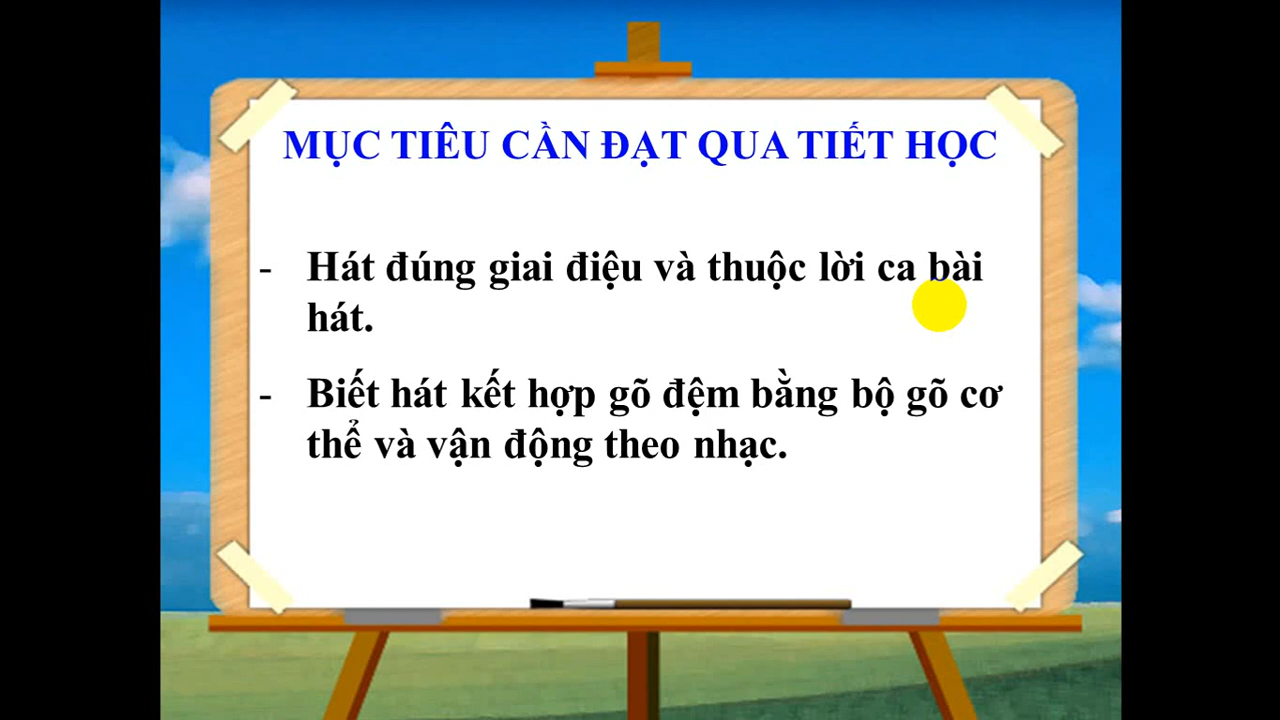 MỤC TIÊU CẦN ĐẠT QUA TIẾT HỌC
- Hát đúng giai điệu và thuộc lời ca bài
hát.
- Biết hát kết hợp gõ đệm bằng bộ gõ cơ
thể và vận động theo nhạc.